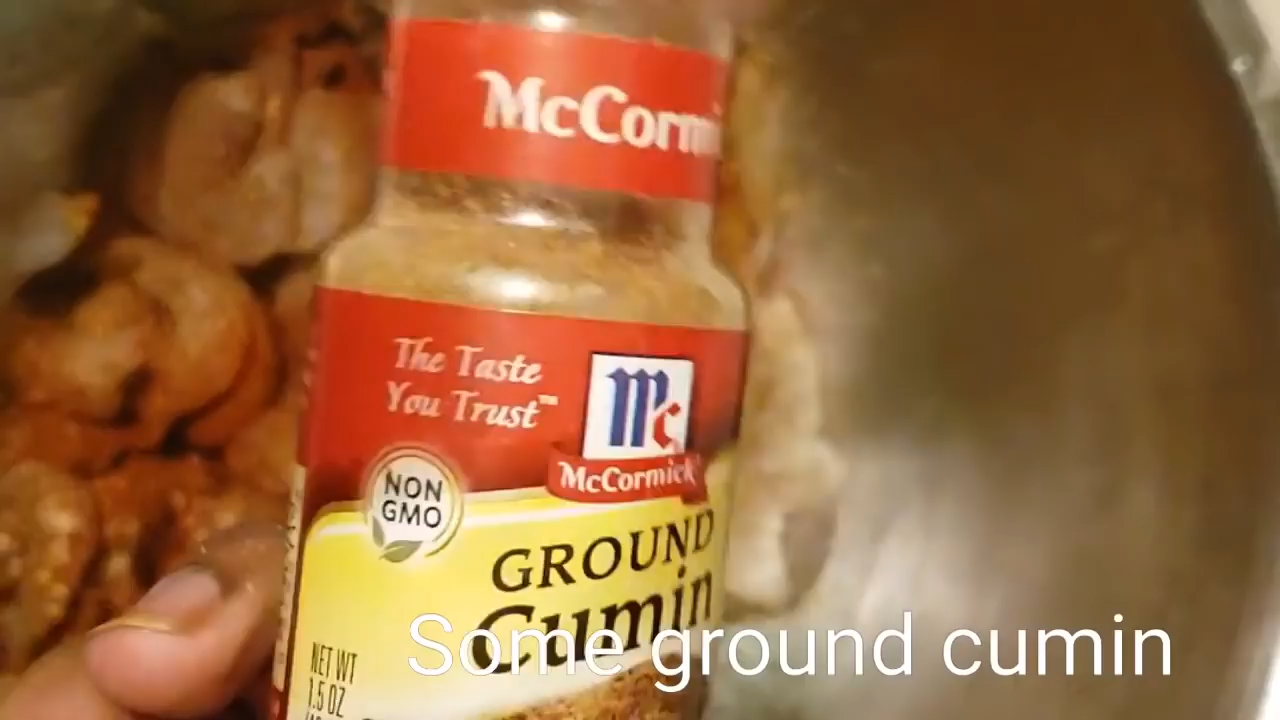 McCormi
The Taste
You Trust™
Mc
McCormick
NON
GMO
GROUND
Cumin
NET WT
1.5 OZ
Some ground cumin